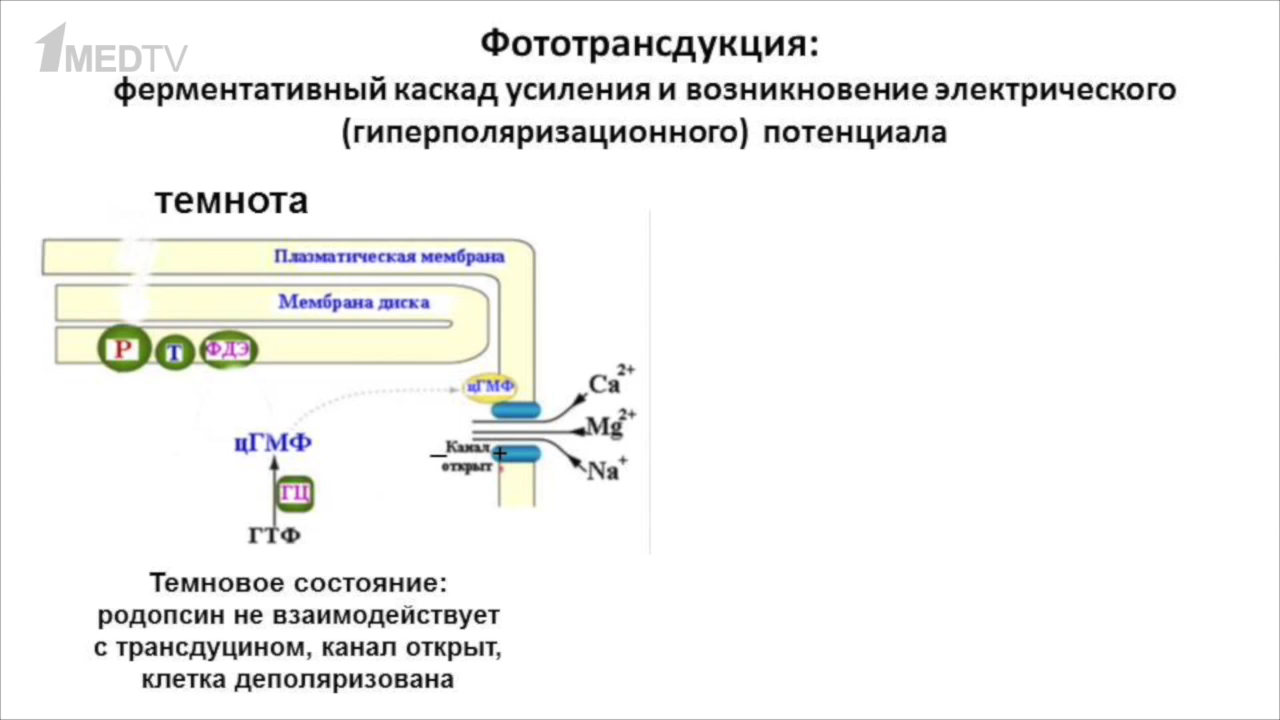 1MEDTV
Фототрансдукция:
ферментативный каскад усиления и возникновение электрического
(гиперполяризационного) потенциала
темнота
Плазматическая мембрана
Мембрана диска
Р Т ФДЭ
цГМФ
Ca2+
Mg2+
Na+
цГМФ
– Канал +
открыт
ГЦ
ГТФ
Темновое состояние:
родопсин не взаимодействует
с трансдуцином, канал открыт,
клетка деполяризована